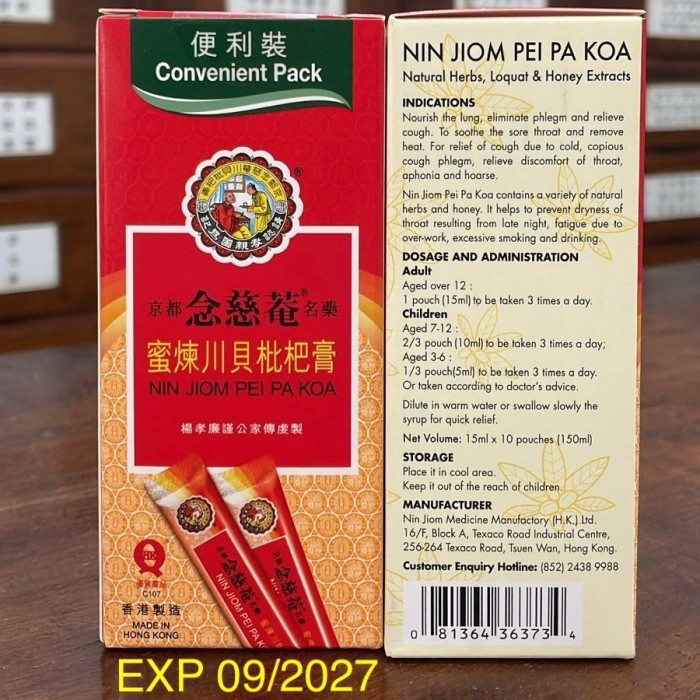 便利裝
Convenient Pack
京都念慈菴®名藥
蜜煉川貝枇杷膏
NIN JIOM PEI PA KOA
楊孝廉謹公家傳虔製
京都念慈菴名藥
NIN JIOM PEI PA KOA
念慈菴
HK
Q
C107
香港製造
MADE IN
HONG KONG
NIN JIOM PEI PA KOA
Natural Herbs, Loquat & Honey Extracts
INDICATIONS
Nourish the lung, eliminate phlegm and relieve
cough. To soothe the sore throat and remove
heat. For relief of cough due to cold, copious
cough phlegm, relieve discomfort of throat,
aphonia and hoarse.
Nin Jiom Pei Pa Koa contains a variety of natural
herbs and honey. It helps to prevent dryness of
throat resulting from late night, fatigue due to
over-work, excessive smoking and drinking.
DOSAGE AND ADMINISTRATION
Adult
Aged over 12 :
1 pouch (15ml) to be taken 3 times a day.
Children
Aged 7-12 :
2/3 pouch (10ml) to be taken 3 times a day;
Aged 3-6 :
1/3 pouch(5ml) to be taken 3 times a day.
Or taken according to doctor's advice.
Dilute in warm water or swallow slowly the
syrup for quick relief.
Net Volume: 15ml x 10 pouches (150ml)
STORAGE
Place it in cool area.
Keep it out of the reach of children.
MANUFACTURER
Nin Jiom Medicine Manufactory (H.K.) Ltd.
16/F, Block A, Texaco Road Industrial Centre,
256-264 Texaco Road, Tsuen Wan, Hong Kong.
Customer Enquiry Hotline: (852) 2438 9988
0 81364 36373 4
EXP 09/2027